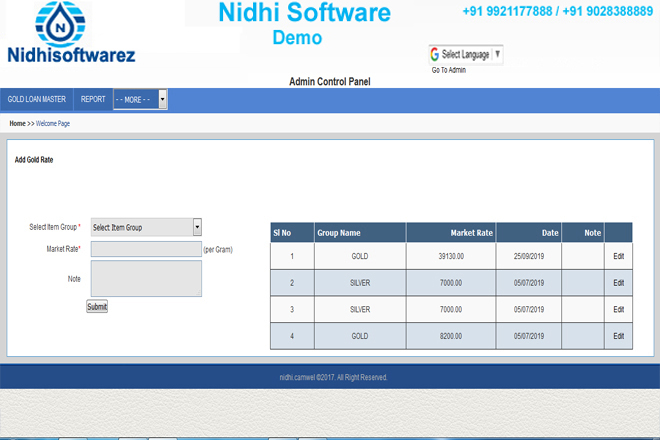 Nidhi Software
Demo
+91 9921177888 / +91 9028388889
N
Nidhisoftwarez
G Select Language ▼
Go To Admin
Admin Control Panel
GOLD LOAN MASTER REPORT - - MORE - -
Home >> Welcome Page
Add Gold Rate
Select Item Group * Select Item Group
Market Rate* (per Gram)
Note
Submit
Sl No Group Name Market Rate Date Note
1 GOLD 39130.00 25/09/2019 Edit
2 SILVER 7000.00 05/07/2019 Edit
3 SILVER 7000.00 05/07/2019 Edit
4 GOLD 8200.00 05/07/2019 Edit
nidhi.camwel ©2017. All Right Reserved.